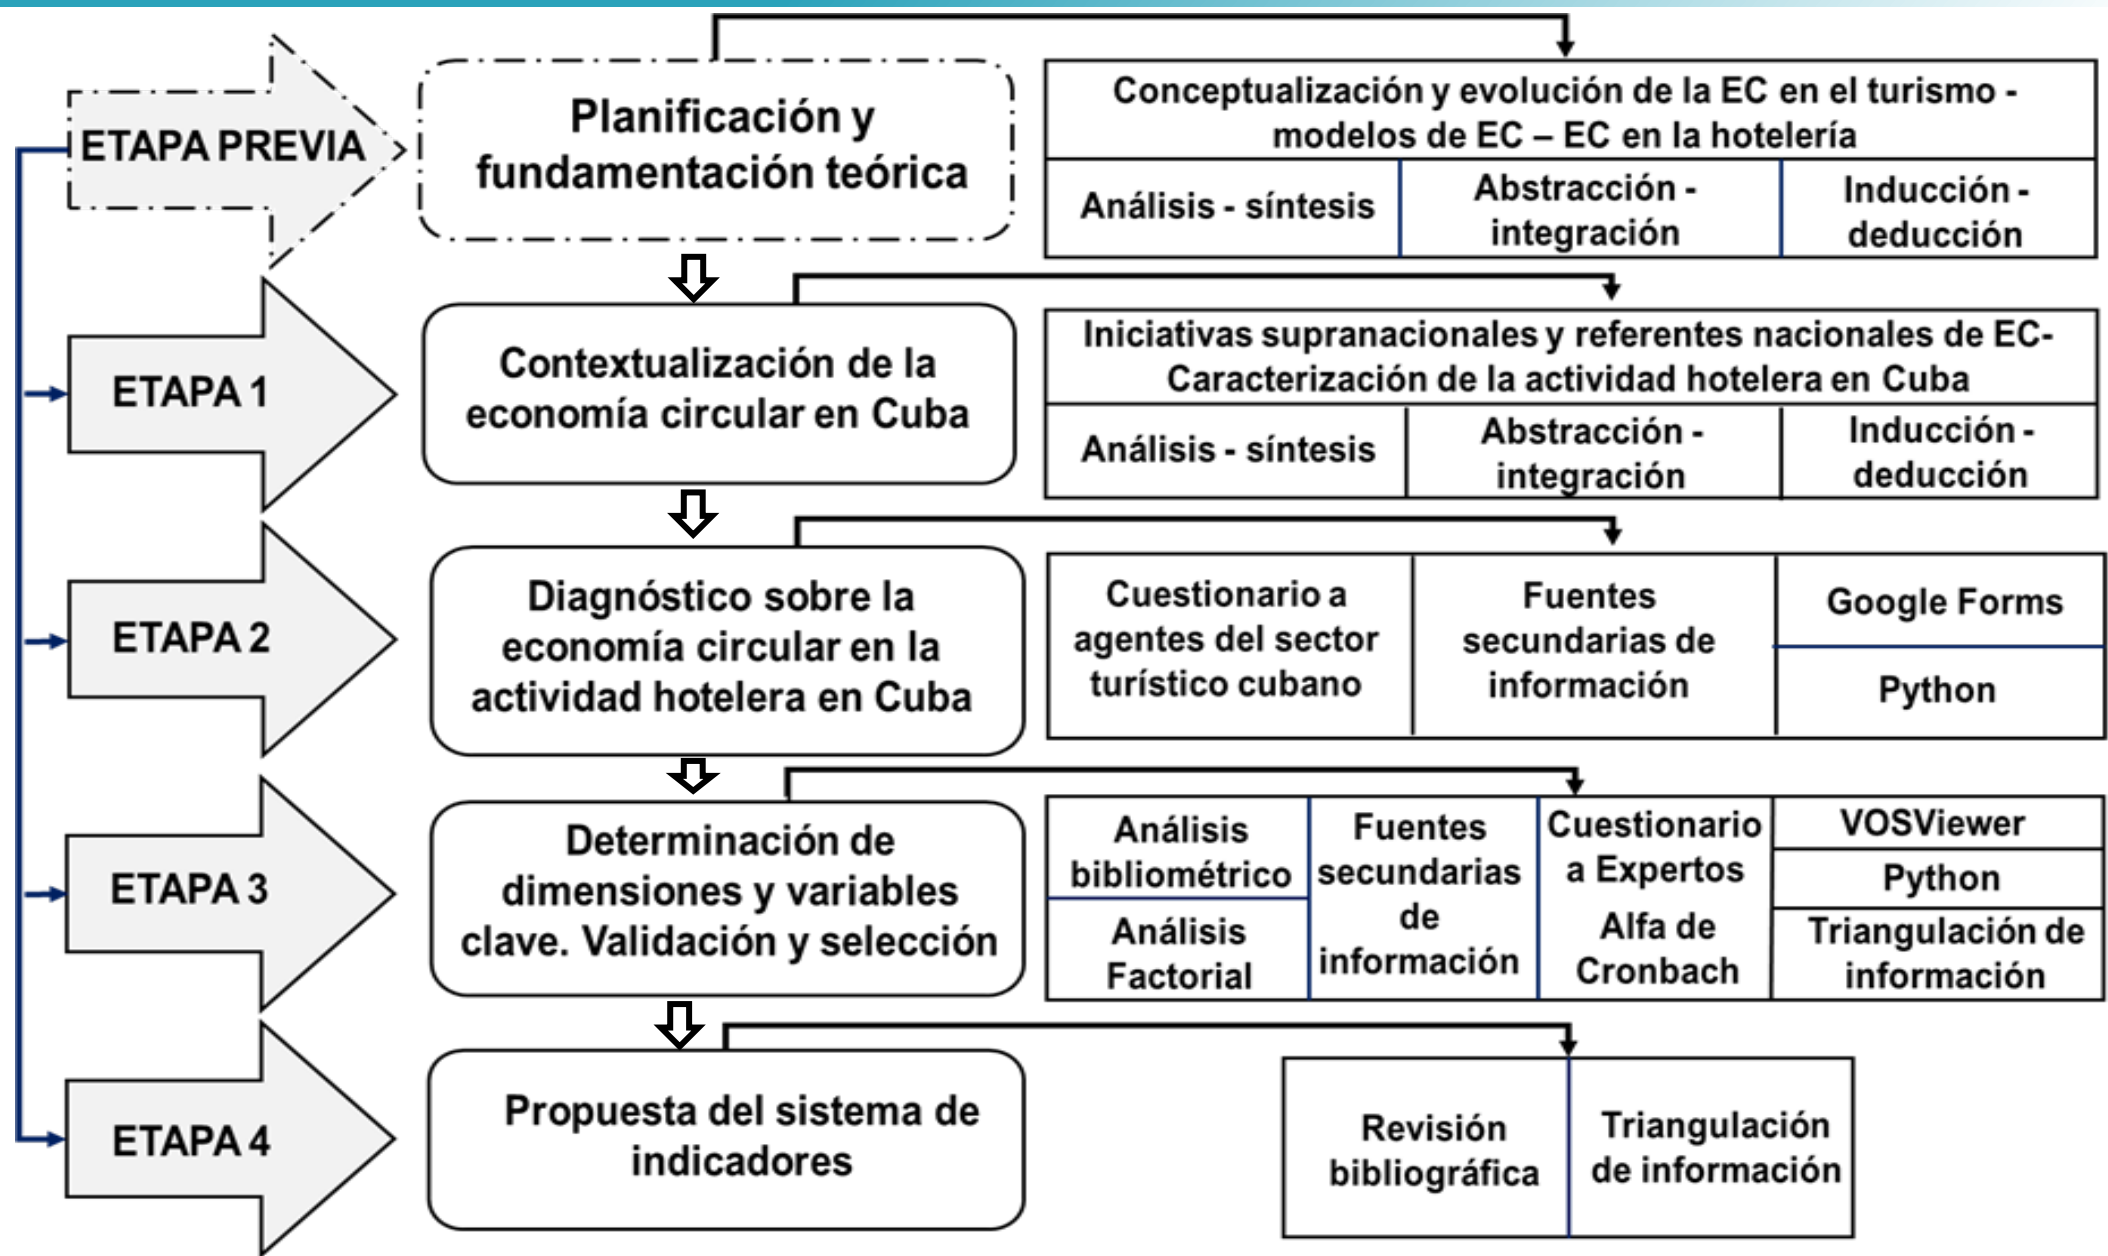 ETAPA PREVIA
Planificación y
fundamentación teórica
Conceptualización y evolución de la EC en el turismo -
modelos de EC – EC en la hotelería
Análisis - síntesis
Abstracción -
integración
Inducción -
deducción
ETAPA 1
Contextualización de la
economía circular en Cuba
Iniciativas supranacionales y referentes nacionales de EC-
Caracterización de la actividad hotelera en Cuba
Análisis - síntesis
Abstracción -
integración
Inducción -
deducción
ETAPA 2
Diagnóstico sobre la
economía circular en la
actividad hotelera en Cuba
Cuestionario a
agentes del sector
turístico cubano
Fuentes
secundarias de
información
Google Forms
Python
ETAPA 3
Determinación de
dimensiones y variables
clave. Validación y selección
Análisis
bibliométrico
Análisis
Factorial
Fuentes
secundarias
de
información
Cuestionario
a Expertos
Alfa de
Cronbach
VOSViewer
Python
Triangulación de
información
ETAPA 4
Propuesta del sistema de
indicadores
Revisión
bibliográfica
Triangulación
de información